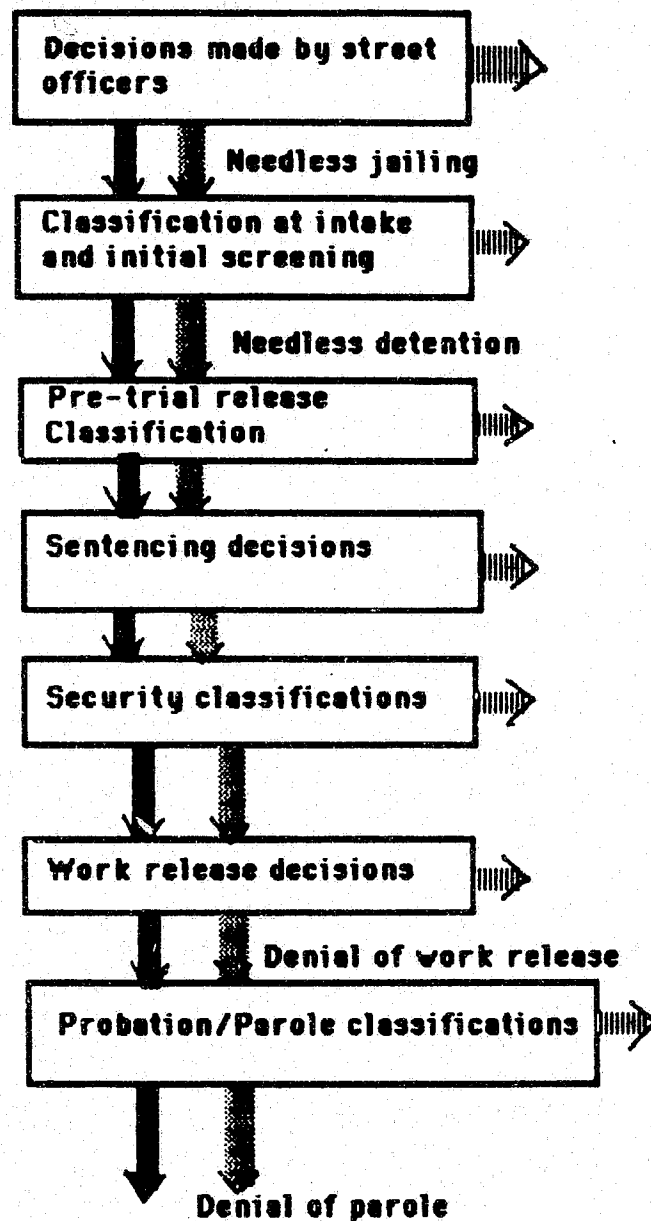 Decisions made by street
officers
Needless jailing
Classification at intake
and initial screening
Needless detention
Pre-trial release
Classification
Sentencing decisions
Security classifications
Work release decisions
Denial of work release
Probation/Parole classifications
Denial of parole